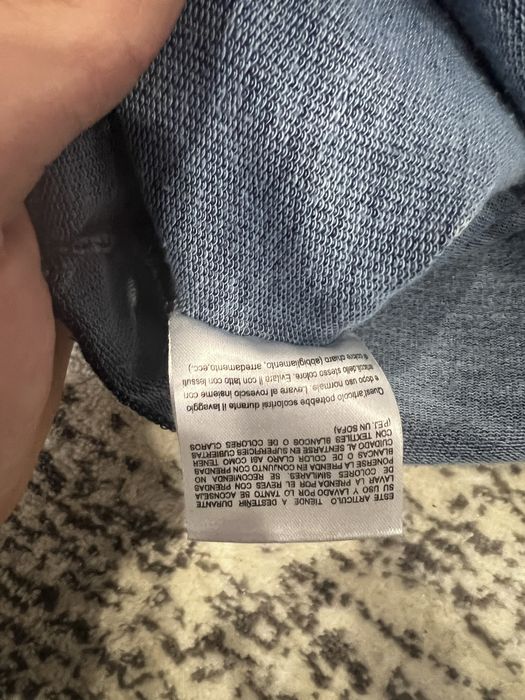 ESTE ARTICULO TIENDE A DESTEÑIR DURANTE
SU USO Y LAVADO POR LO TANTO SE ACONSEJA
LAVAR LA PRENDA POR EL REVES CON PRENDAS
DE COLORES SIMILARES. SE RECOMIENDA NO
PONERSE LA PRENDA EN CONJUNTO CON PRENDAS
BLANCAS O DE COLOR CLARO ASI COMO TENER
CUIDADO AL SENTARSE EN SUPERFICIES CUBIERTAS
CON TEXTILES BLANCOS O DE COLORES CLAROS
(P.EJ. UN SOFA)
Quest'articolo potrebbe scolorirsi durante il lavaggio
e dopo uso normale. Lavare al rovescio insieme con
articoli dello stesso colore. Evitare il con tatto con tessuti
di colore chiaro (abbigliamento, arredamento,ecc.)